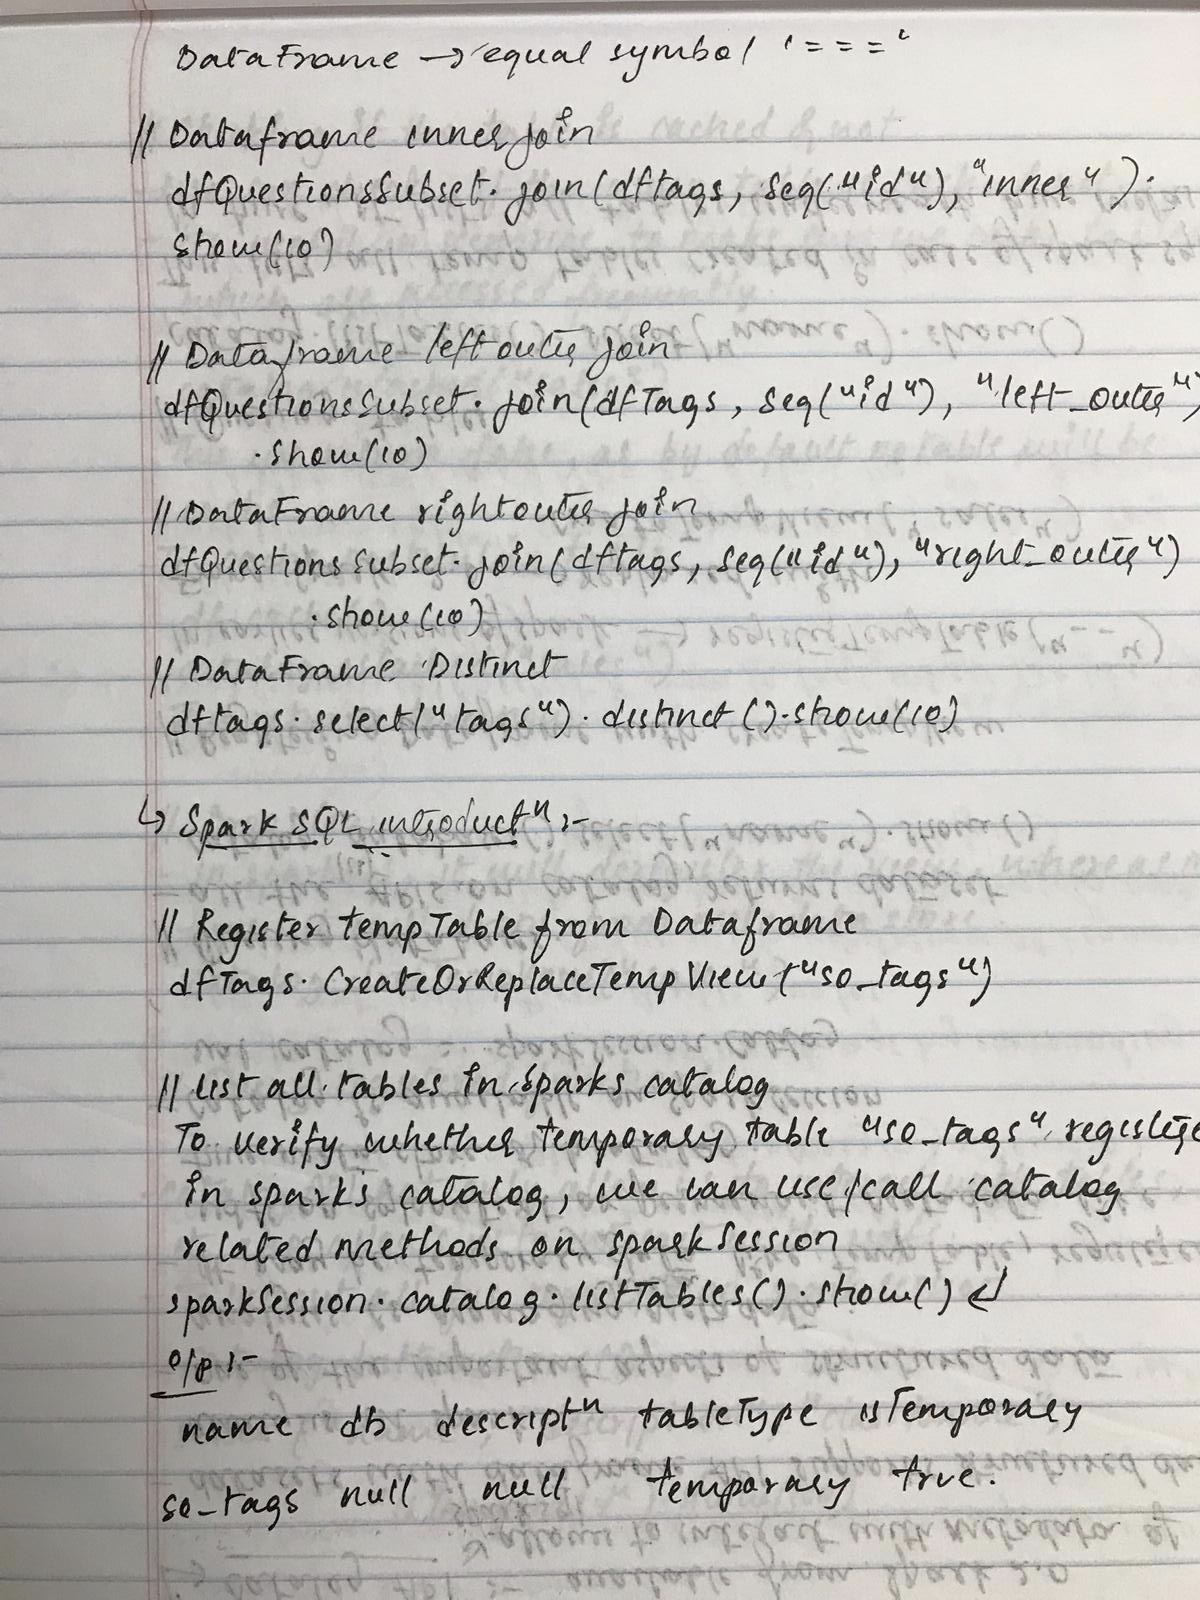 DataFrame → equal symbol '==='
// Dataframe inner join
dfQuestionsSubset.join(dftags, Seq("id"), "inner").
show(10)
// Dataframe left outer join
dfQuestionsSubset.join(dfTags, Seq("id"), "left_outer")
.show(10)
// DataFrame right outer join
dfQuestionsSubset.join(dftags, Seq("id"), "right_outer")
.show(10)
// DataFrame Distinct
dftags.select("tags").distinct().show(10)
↳ Spark SQL introductⁿ :-
// Register tempTable from Dataframe
dfTags.CreateOrReplaceTempView("so_tags")
// List all tables in Sparks catalog
To verify whether temporary table "so_tags" registere
in spark's catalog, we can use/call catalog
related methods on sparkSession
sparkSession.catalog.listTables().show() ↵
o/p :-
name db descriptⁿ tableType isTemporary
so_tags null null temporary true.